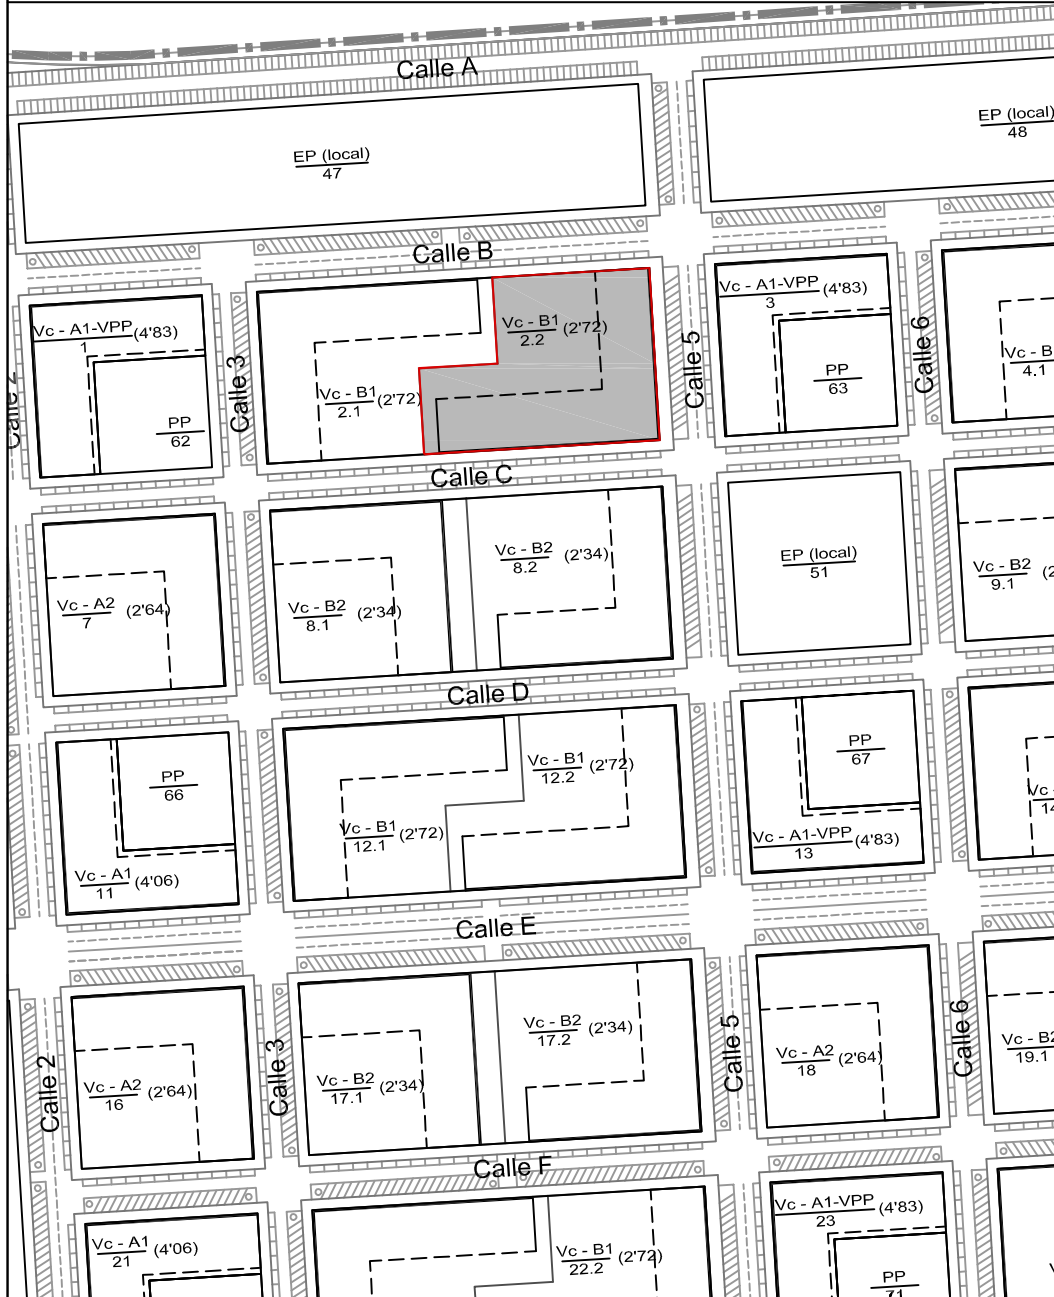 Calle A
EP (local)
47
EP (local)
48
Calle B
Vc - A1-VPP (4'83)
1
PP
62
Calle 2
Calle 3
Vc - B1 (2'72)
2.1
Vc - B1 (2'72)
2.2
Calle 5
Vc - A1-VPP (4'83)
3
PP
63
Calle 6
Vc - B
4.1
Calle C
Vc - A2 (2'64)
7
Vc - B2 (2'34)
8.1
Vc - B2 (2'34)
8.2
EP (local)
51
Vc - B2 (2
9.1
Calle D
PP
66
Vc - A1 (4'06)
11
Vc - B1 (2'72)
12.1
Vc - B1 (2'72)
12.2
PP
67
Vc - A1-VPP (4'83)
13
Vc -
14
Calle E
Calle 2
Vc - A2 (2'64)
16
Calle 3
Vc - B2 (2'34)
17.1
Vc - B2 (2'34)
17.2
Calle 5
Vc - A2 (2'64)
18
Calle 6
Vc - B2
19.1
Calle F
Vc - A1 (4'06)
21
Vc - B1 (2'72)
22.2
Vc - A1-VPP (4'83)
23
PP
71